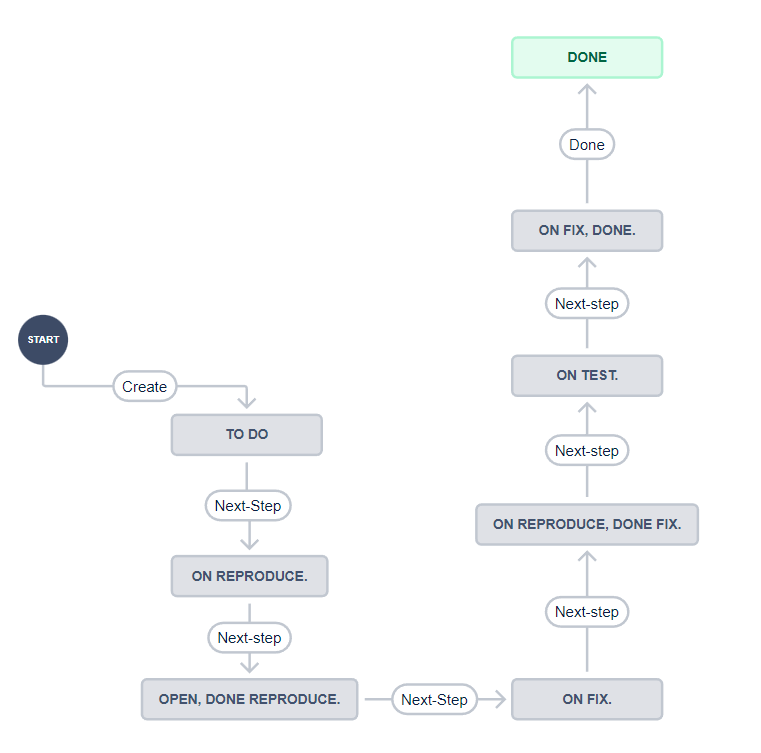 START
Create
TO DO
Next-Step
ON REPRODUCE.
Next-step
OPEN, DONE REPRODUCE.
Next-Step
ON FIX.
Next-step
ON REPRODUCE, DONE FIX.
Next-step
ON TEST.
Next-step
ON FIX, DONE.
Done
DONE